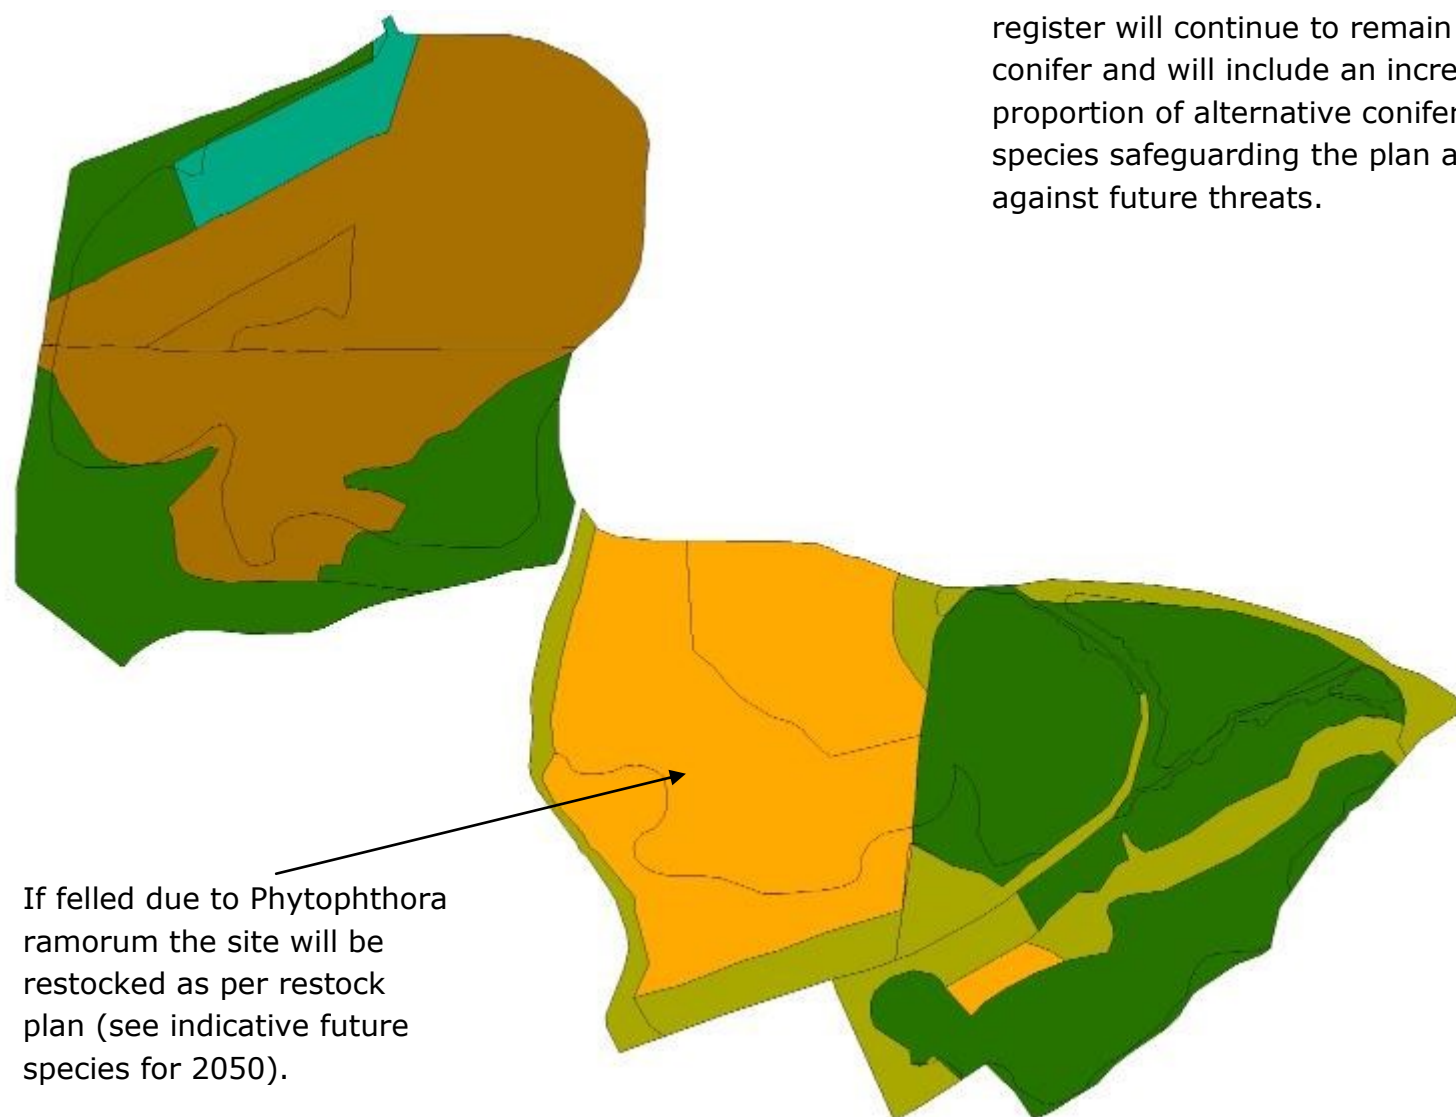 register will continue to remain
conifer and will include an incre
proportion of alternative conifer
species safeguarding the plan a
against future threats.
If felled due to Phytophthora
ramorum the site will be
restocked as per restock
plan (see indicative future
species for 2050).